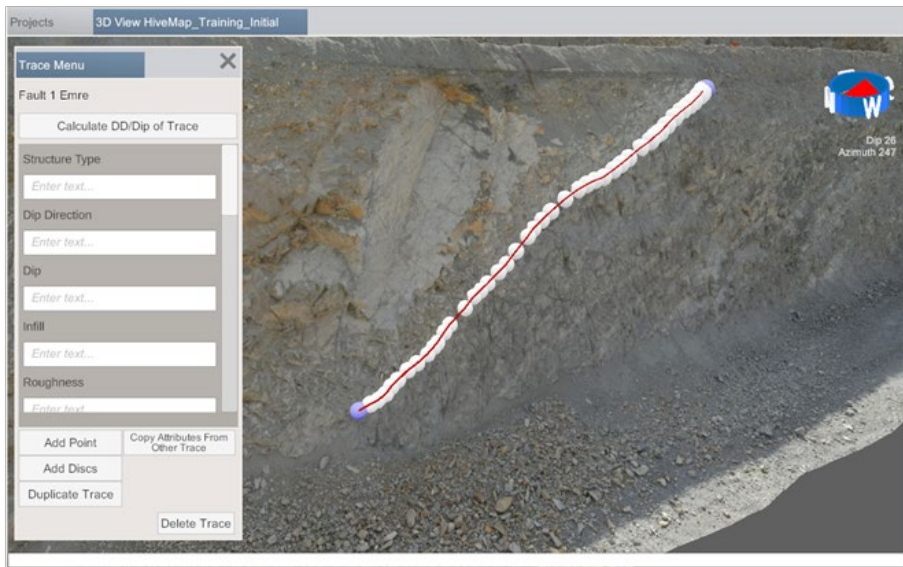 Projects
3D View HiveMap_Training_Initial
Trace Menu
Fault 1 Emre
Calculate DD/Dip of Trace
Structure Type
Enter text...
Dip Direction
Enter text...
Dip
Enter text...
Infill
Enter text...
Roughness
Enter text
Add Point
Copy Attributes From
Other Trace
Add Discs
Duplicate Trace
Delete Trace
W
Dip 26
Azimuth 247